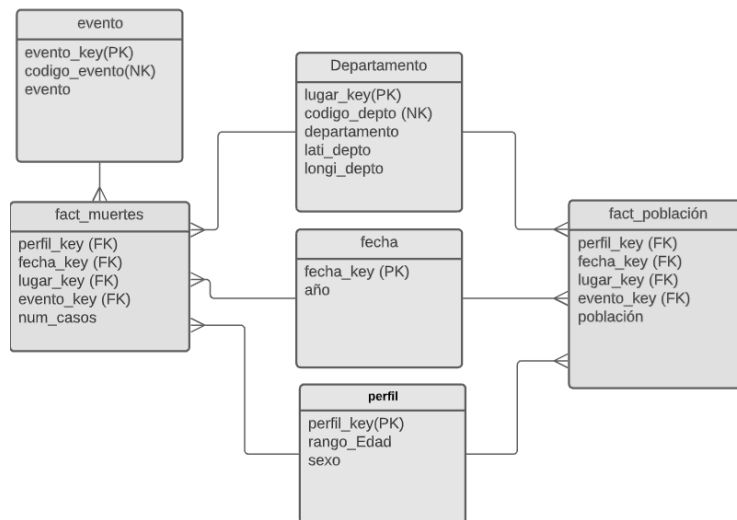 evento
evento_key(PK)
codigo_evento(NK)
evento
Departamento
lugar_key(PK)
codigo_depto (NK)
departamento
lati_depto
longi_depto
fact_muertes
perfil_key (FK)
fecha_key (FK)
lugar_key (FK)
evento_key (FK)
num_casos
fecha
fecha_key (PK)
año
fact_población
perfil_key (FK)
fecha_key (FK)
lugar_key (FK)
evento_key (FK)
población
perfil
perfil_key(PK)
rango_Edad
sexo